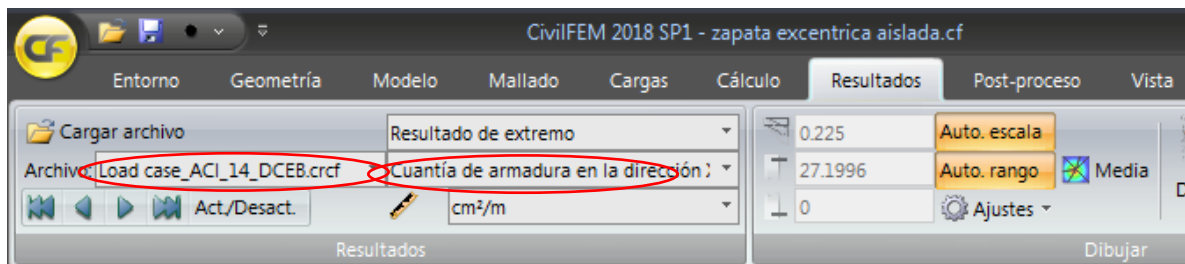 CF
CivilFEM 2018 SP1 - zapata excentrica aislada.cf
Entorno Geometría Modelo Mallado Cargas Cálculo Resultados Post-proceso Vista
Cargar archivo Resultado de extremo 0.225 Auto. escala
Archivo: Load case_ACI_14_DCEB.crcf Cuantía de armadura en la dirección 27.1996 Auto. rango Media
Act./Desact. cm²/m 0 Ajustes D
Resultados Dibujar